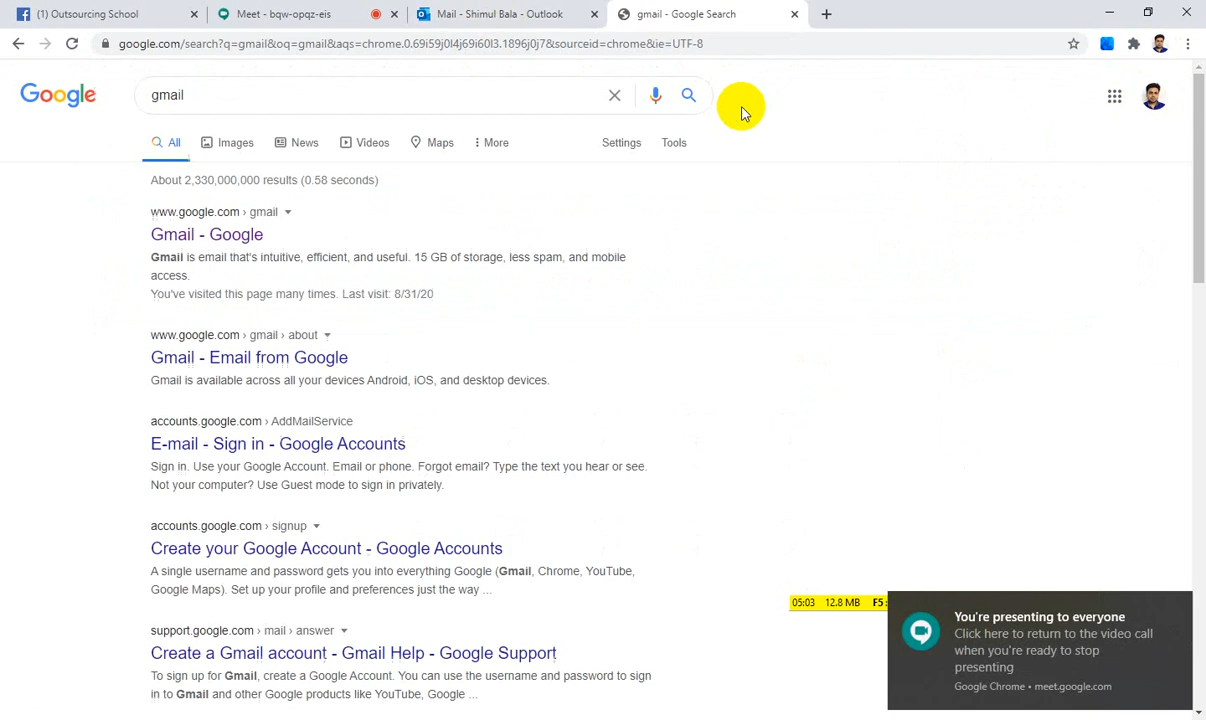 (1) Outsourcing School
Meet - bqw-opqz-eis
Mail - Shimul Bala - Outlook
gmail - Google Search
google.com/search?q=gmail&oq=gmail&aqs=chrome.0.69i59j0l4j69i60l3.1896j0j7&sourceid=chrome&ie=UTF-8
Google
gmail
All
Images
News
Videos
Maps
More
Settings
Tools
About 2,330,000,000 results (0.58 seconds)
www.google.com › gmail
Gmail - Google
Gmail is email that's intuitive, efficient, and useful. 15 GB of storage, less spam, and mobile
access.
You've visited this page many times. Last visit: 8/31/20
www.google.com › gmail › about
Gmail - Email from Google
Gmail is available across all your devices Android, iOS, and desktop devices.
accounts.google.com › AddMailService
E-mail - Sign in - Google Accounts
Sign in. Use your Google Account. Email or phone. Forgot email? Type the text you hear or see.
Not your computer? Use Guest mode to sign in privately.
accounts.google.com › signup
Create your Google Account - Google Accounts
A single username and password gets you into everything Google (Gmail, Chrome, YouTube,
Google Maps). Set up your profile and preferences just the way ...
support.google.com › mail › answer
Create a Gmail account - Gmail Help - Google Support
To sign up for Gmail, create a Google Account. You can use the username and password to sign
in to Gmail and other Google products like YouTube, Google ...
05:03 12.8 MB F5:
You're presenting to everyone
Click here to return to the video call
when you're ready to stop
presenting
Google Chrome • meet.google.com